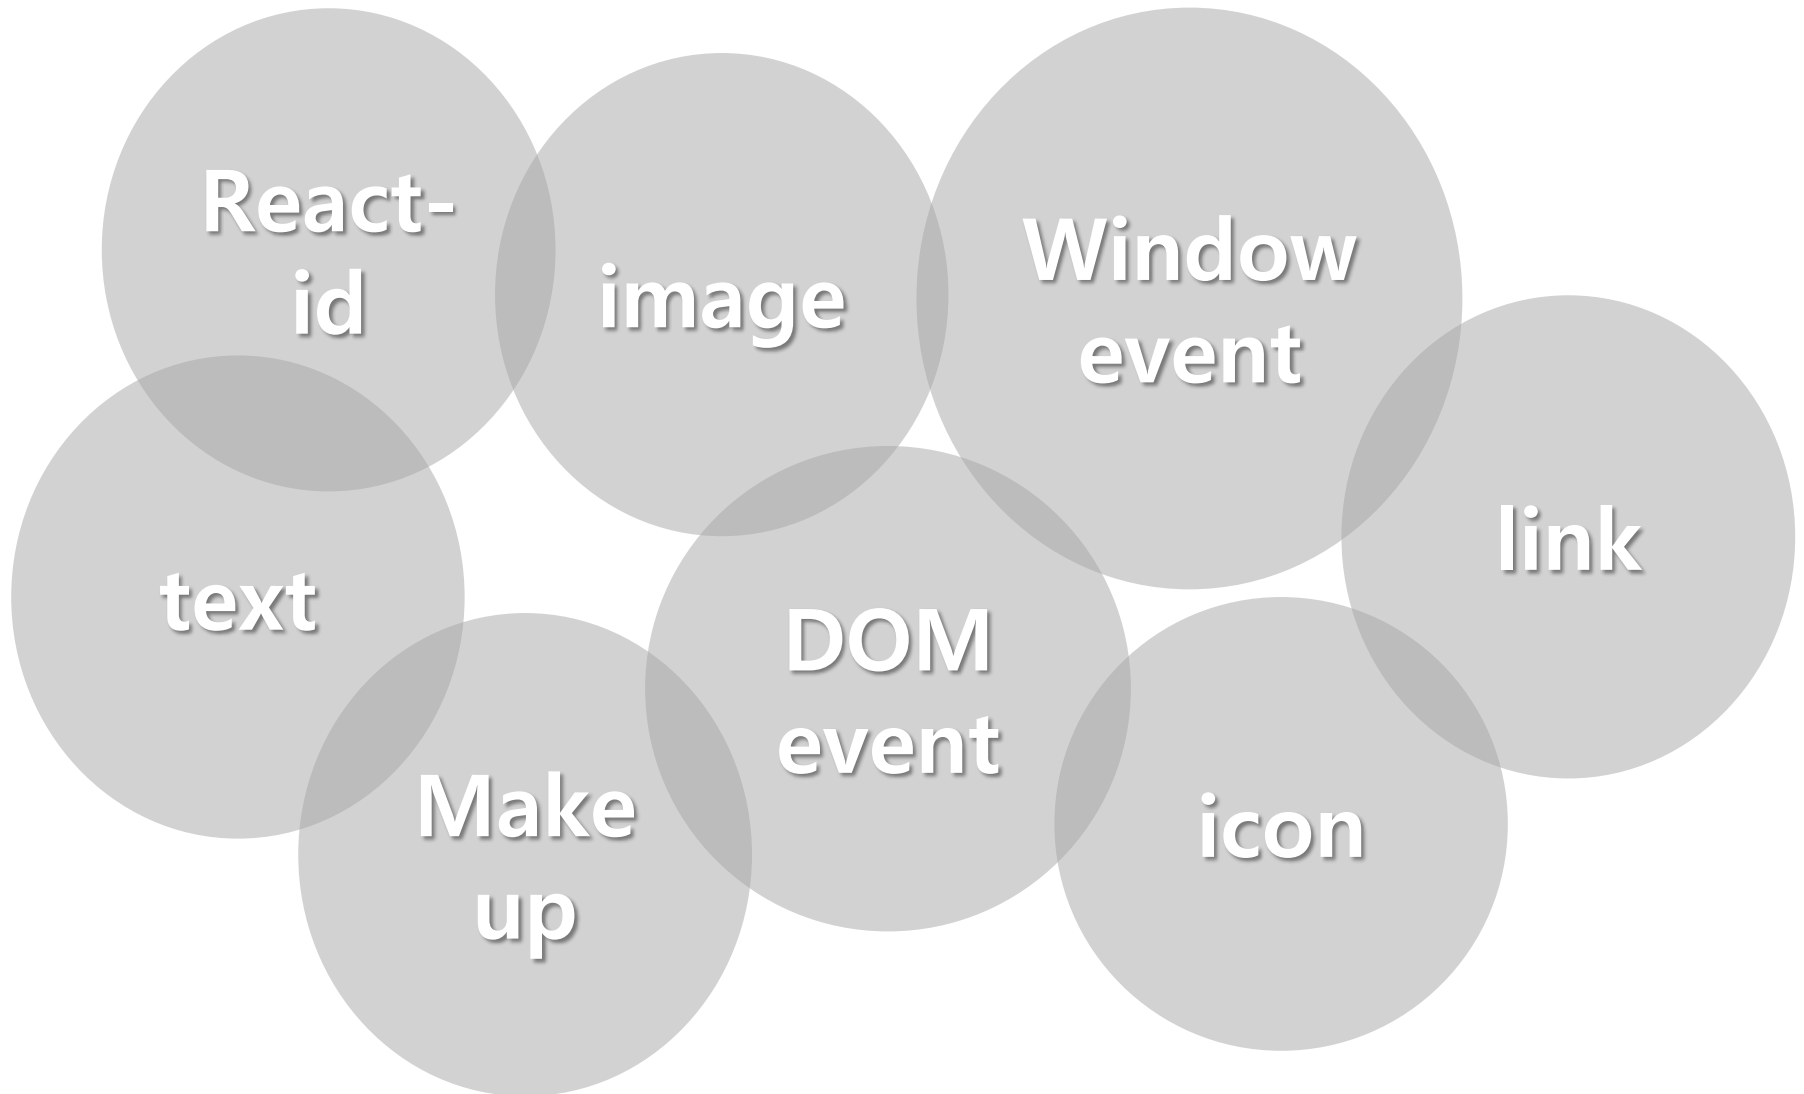 React-
id
image
Window
event
link
text
DOM
event
Make
up
icon